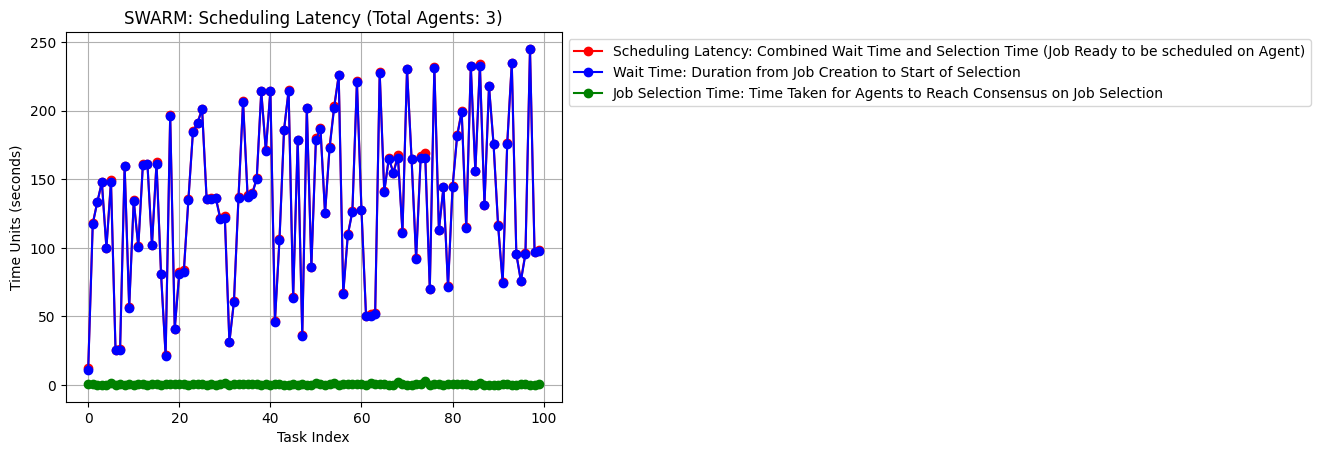 SWARM: Scheduling Latency (Total Agents: 3)
Scheduling Latency: Combined Wait Time and Selection Time (Job Ready to be scheduled on Agent)
Wait Time: Duration from Job Creation to Start of Selection
Job Selection Time: Time Taken for Agents to Reach Consensus on Job Selection
Time Units (seconds)
250
200
150
100
50
0
0 20 40 60 80 100
Task Index